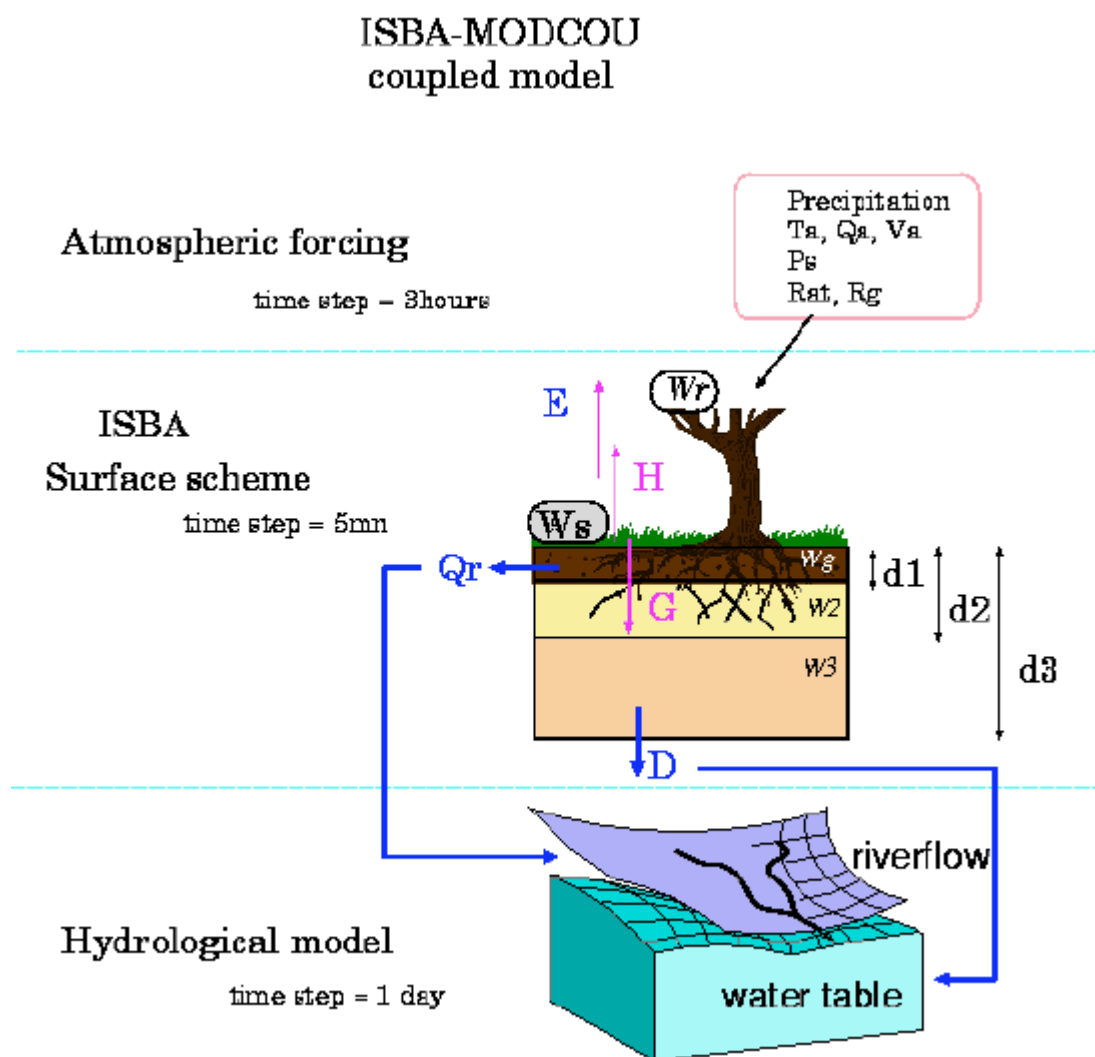 ISBA-MODCOU
coupled model
Precipitation
Ta, Qa, Va
Ps
Rat, Rg
Atmospheric forcing
time step - 3hours
Wr
E
ISBA
H
Surface scheme
time step = 5mn
Ws
Wg
Qr
d1
G
W2
d2
W3
d3
D
riverflow
Hydrological model
water table
time step = 1 day